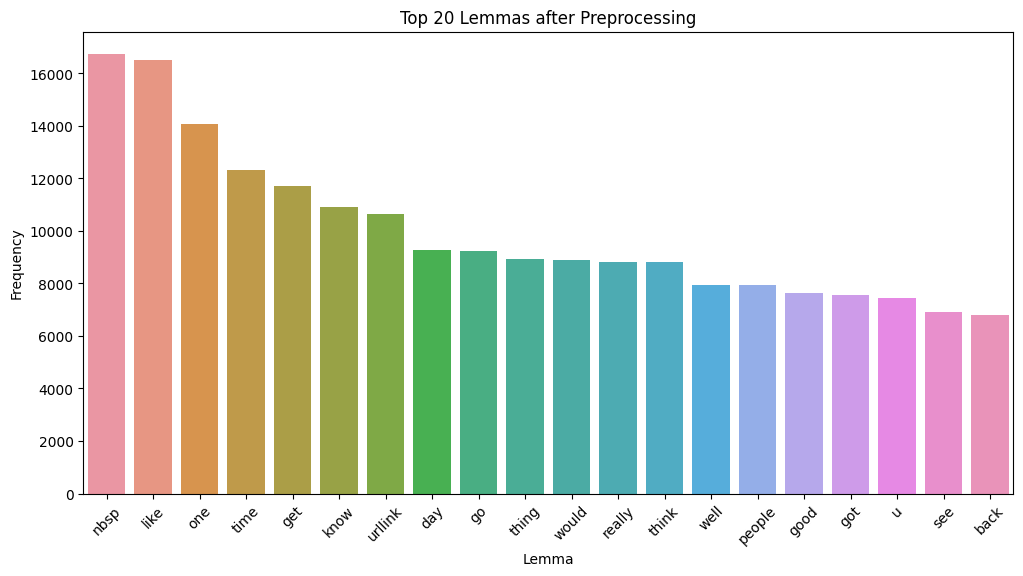 Top 20 Lemmas after Preprocessing
Frequency
16000
14000
12000
10000
8000
6000
4000
2000
0
nbsp like one time get know urllink day go thing would really think well people good got u see back
Lemma